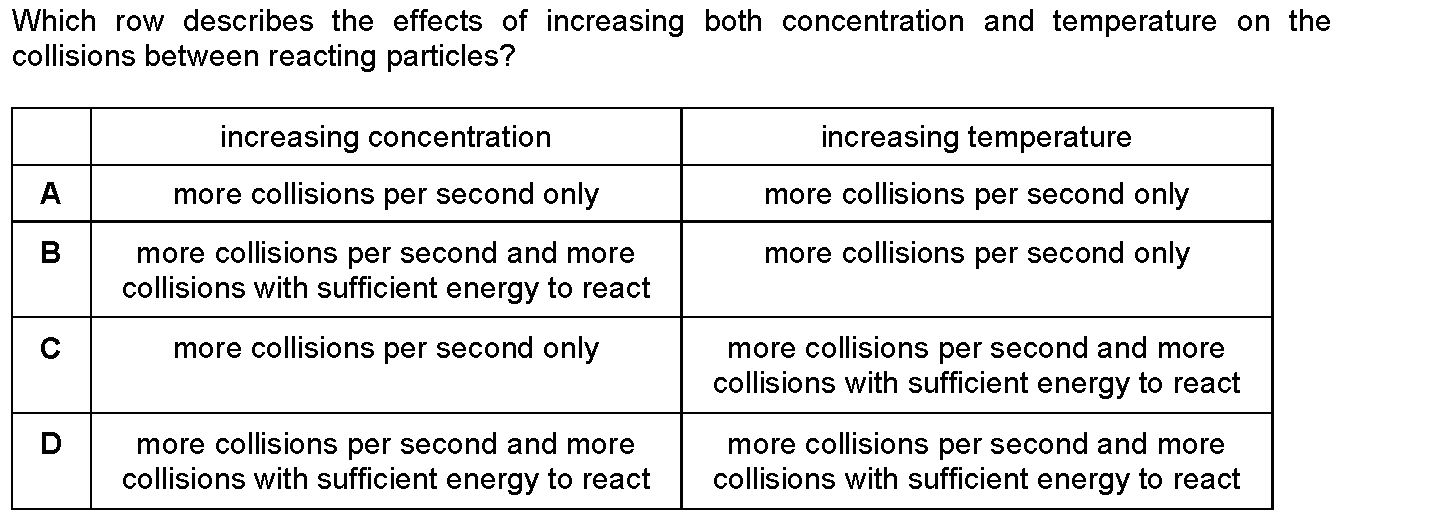 Which row describes the effects of increasing both concentration and temperature on the
collisions between reacting particles?
increasing concentration increasing temperature
A more collisions per second only more collisions per second only
B more collisions per second and more more collisions per second only
collisions with sufficient energy to react
C more collisions per second only more collisions per second and more
collisions with sufficient energy to react
D more collisions per second and more more collisions per second and more
collisions with sufficient energy to react collisions with sufficient energy to react